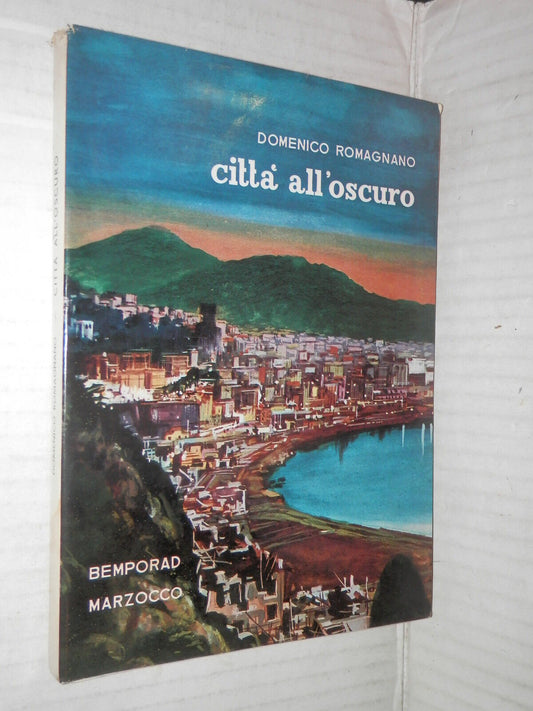 DOMENICO ROMAGNANO
città all'oscuro
BEMPORAD
MARZOCCO
DOMENICO ROMAGNANO CITTÀ ALL'OSCURO